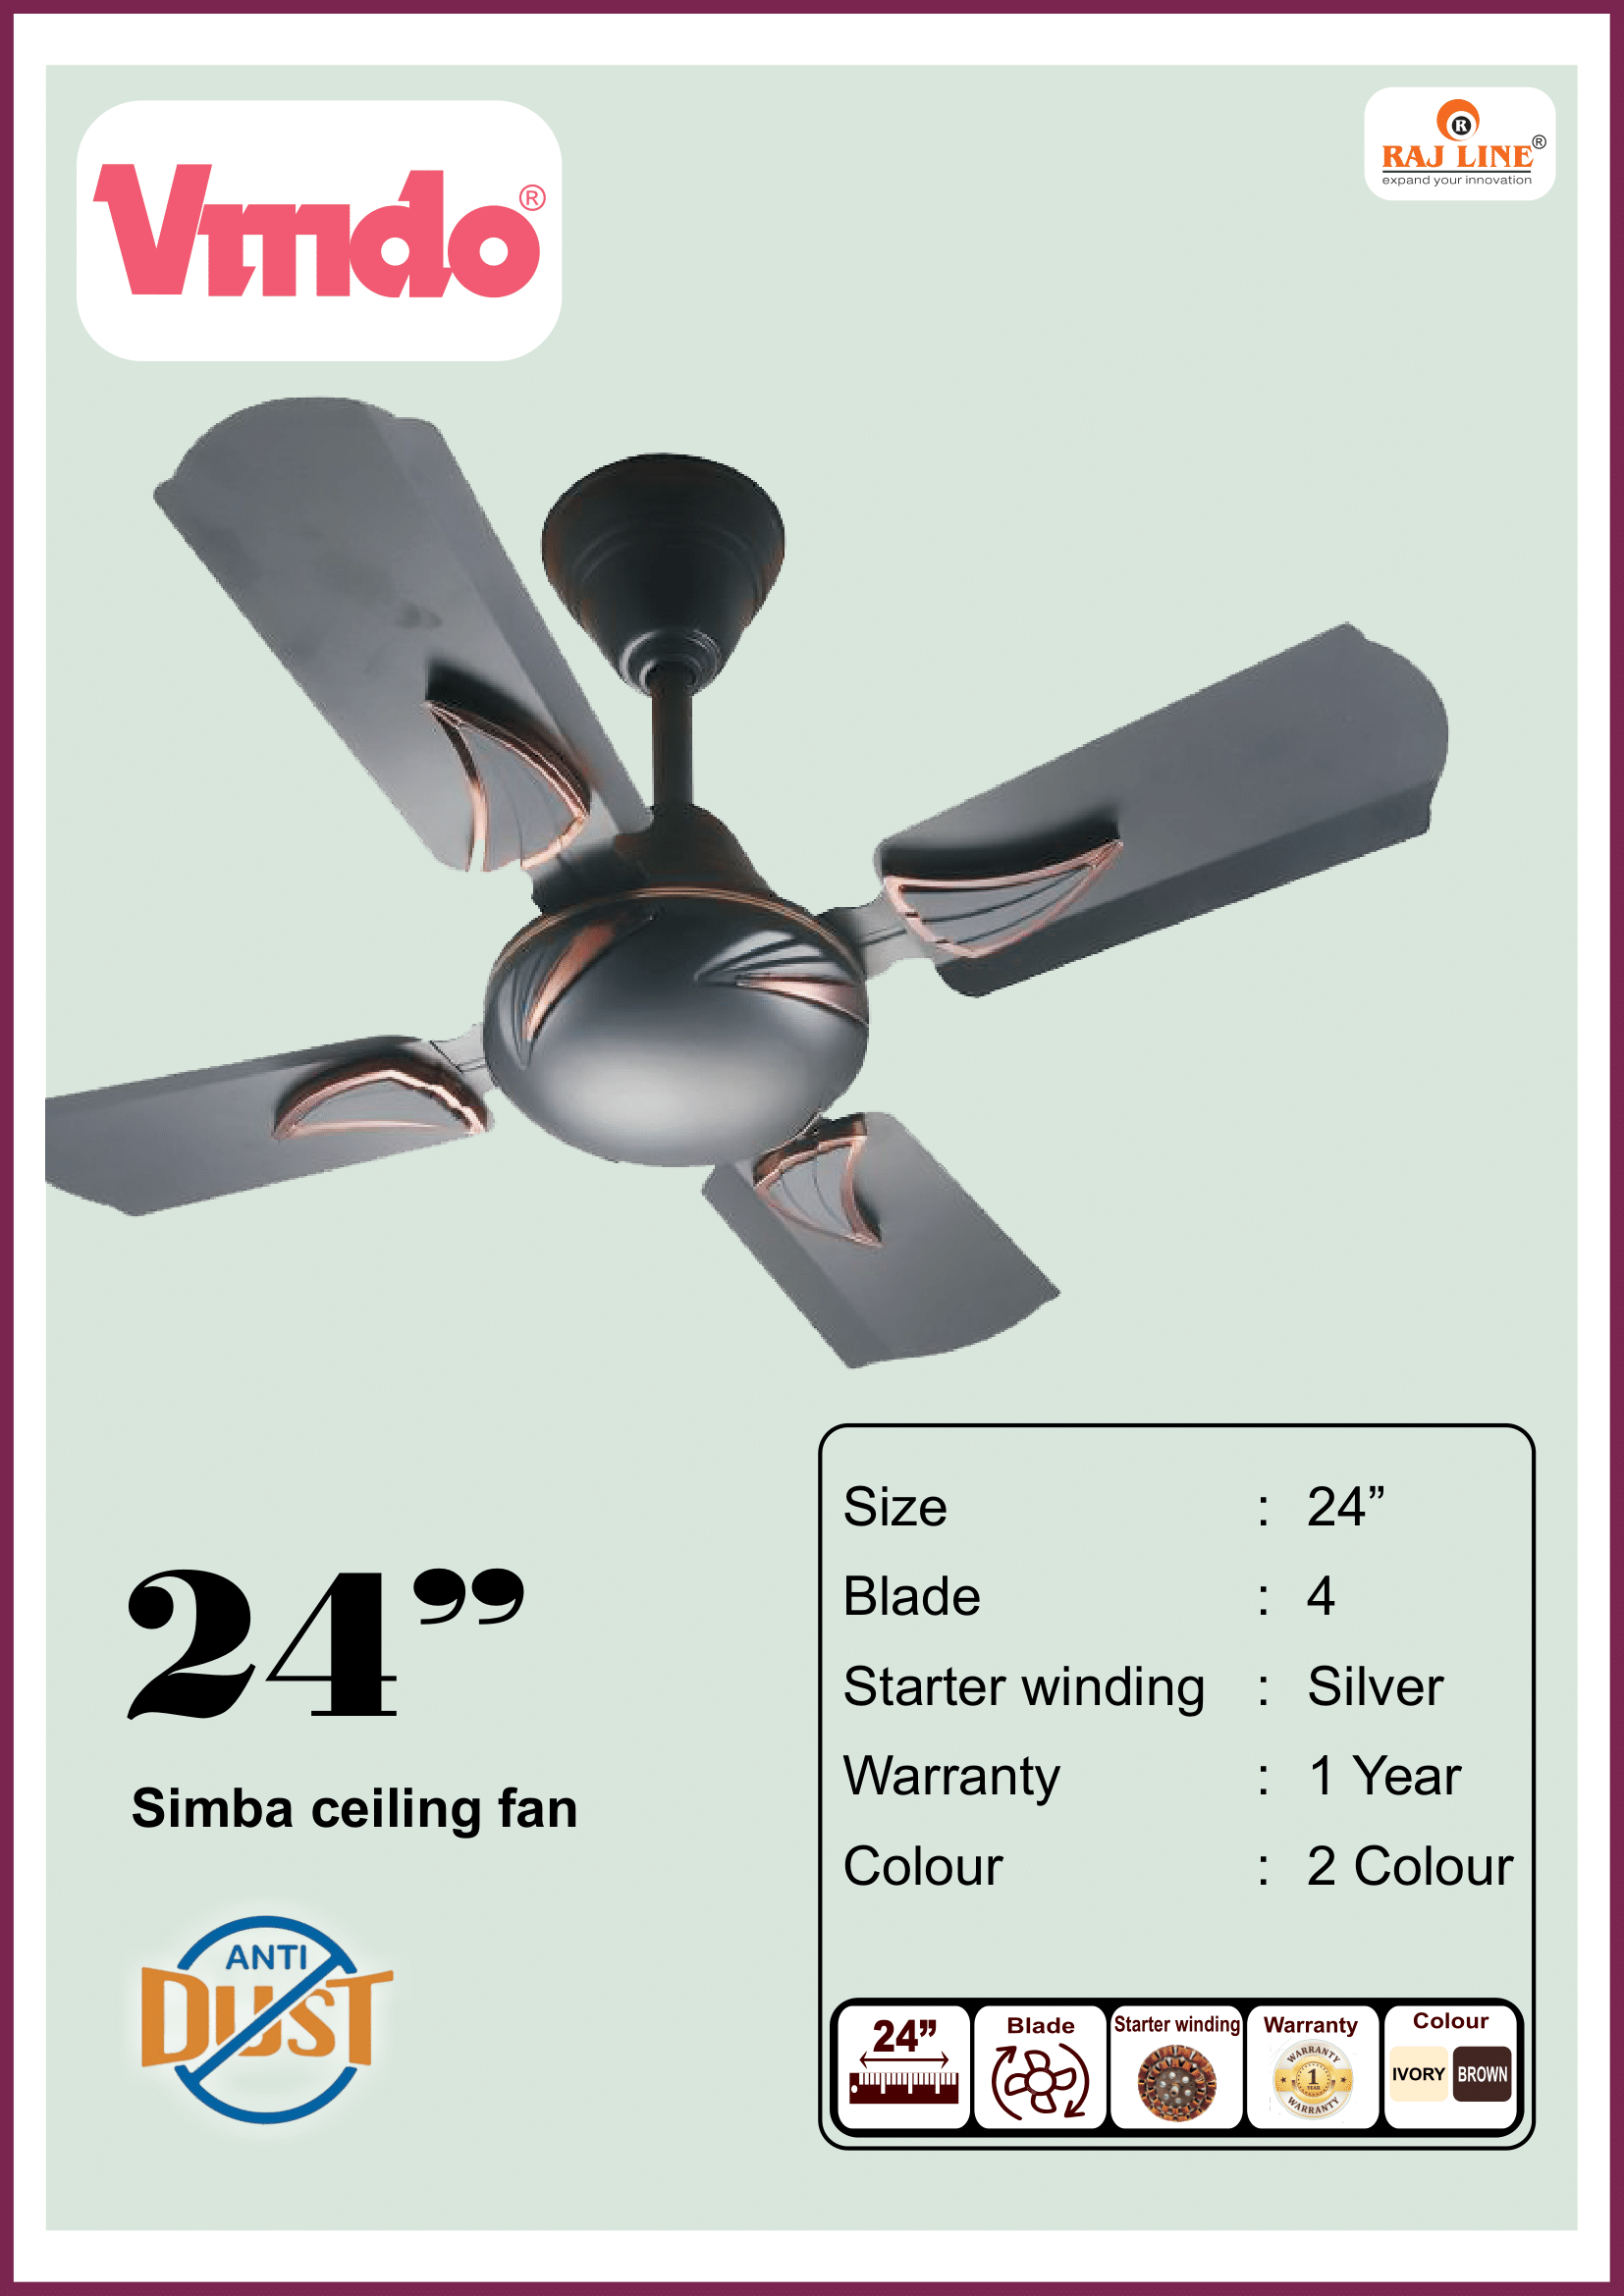 Vmdo®
R
RAJ LINE®
expand your innovation
24”
Simba ceiling fan
ANTI
DUST
Size : 24”
Blade : 4
Starter winding : Silver
Warranty : 1 Year
Colour : 2 Colour
24”
Blade
Starter winding
Warranty
WARRANTY
1
YEAR
WARRANTY
Colour
IVORY
BROWN